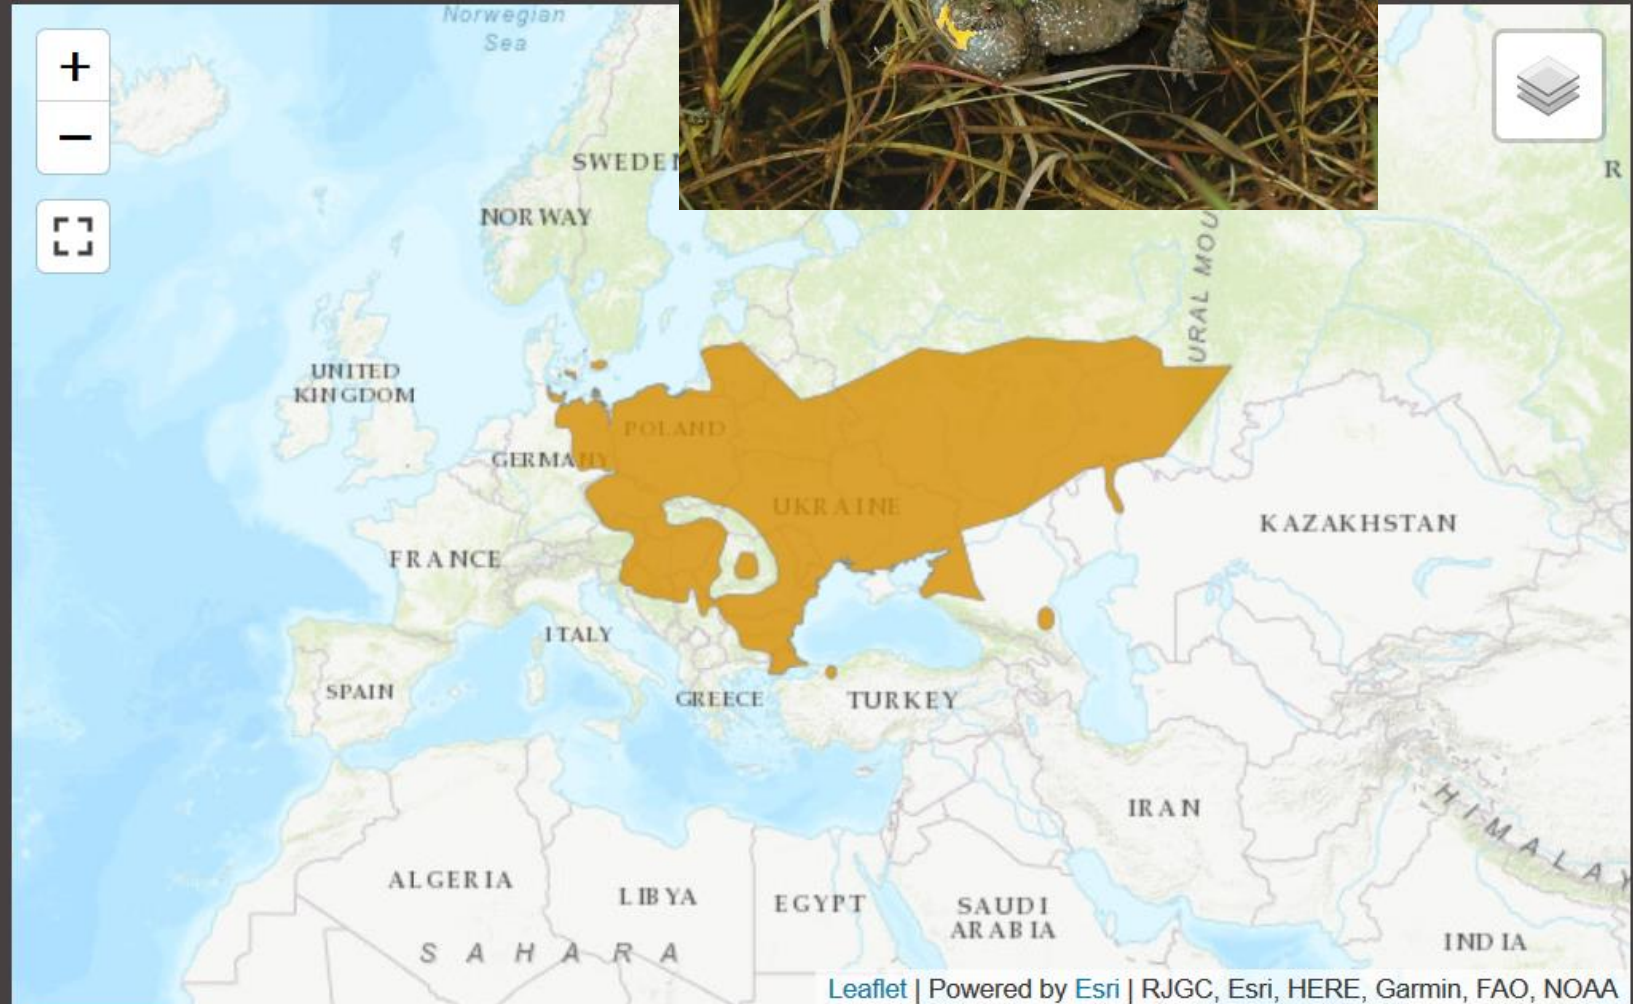 Norwegian
Sea
+
−
SWEDE
R
NORWAY
URAL MOU
UNITED
KINGDOM
POLAND
GERMANY
UKRAINE
KAZAKHSTAN
FRANCE
ITALY
SPAIN
GREECE
TURKEY
IRAN
HIMALAY
ALGERIA
LIBYA
EGYPT
SAUDI
ARABIA
SAHARA
INDIA
Leaflet | Powered by Esri | RJGC, Esri, HERE, Garmin, FAO, NOAA